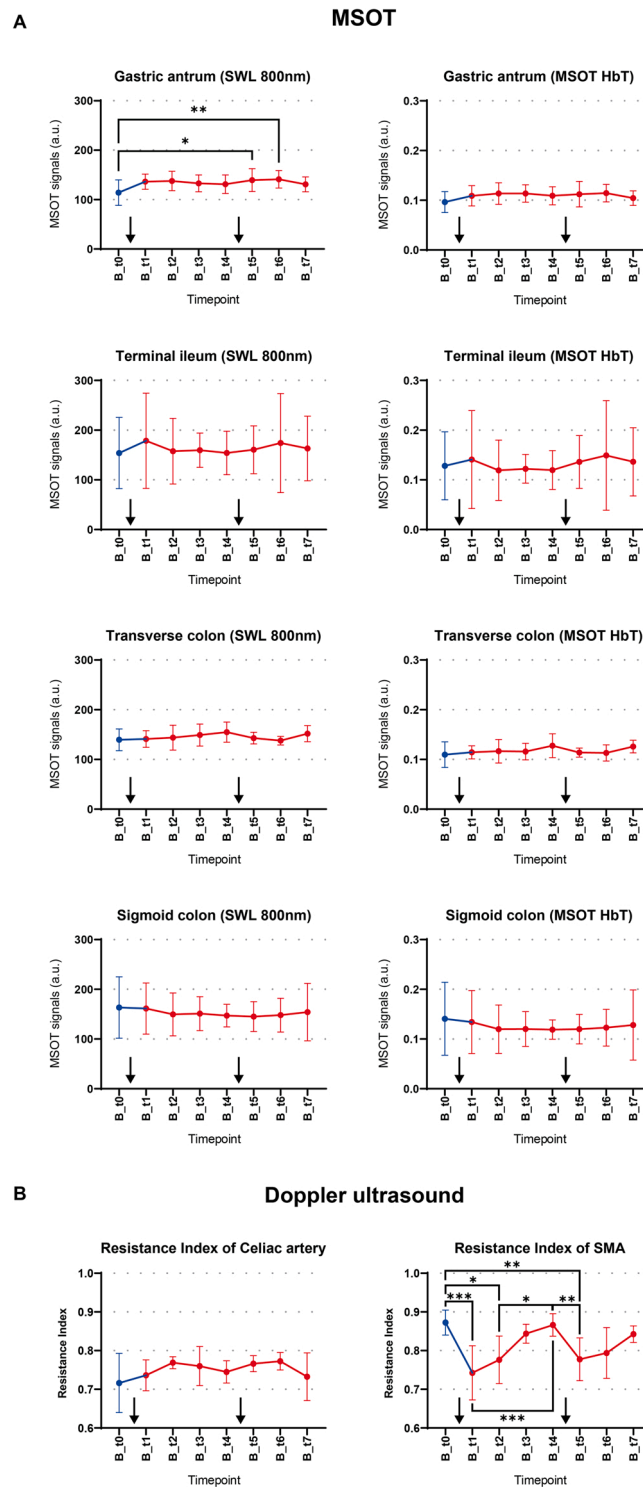 A
MSOT
Gastric antrum (SWL 800nm)
MSOT signals (a.u.)
300
200
100
0
**
*
B_t0 B_t1 B_t2 B_t3 B_t4 B_t5 B_t6 B_t7
Timepoint
Gastric antrum (MSOT HbT)
MSOT signals (a.u.)
0.3
0.2
0.1
0.0
B_t0 B_t1 B_t2 B_t3 B_t4 B_t5 B_t6 B_t7
Timepoint
Terminal ileum (SWL 800nm)
MSOT signals (a.u.)
300
200
100
0
B_t0 B_t1 B_t2 B_t3 B_t4 B_t5 B_t6 B_t7
Timepoint
Terminal ileum (MSOT HbT)
MSOT signals (a.u.)
0.3
0.2
0.1
0.0
B_t0 B_t1 B_t2 B_t3 B_t4 B_t5 B_t6 B_t7
Timepoint
Transverse colon (SWL 800nm)
MSOT signals (a.u.)
300
200
100
0
B_t0 B_t1 B_t2 B_t3 B_t4 B_t5 B_t6 B_t7
Timepoint
Transverse colon (MSOT HbT)
MSOT signals (a.u.)
0.3
0.2
0.1
0.0
B_t0 B_t1 B_t2 B_t3 B_t4 B_t5 B_t6 B_t7
Timepoint
Sigmoid colon (SWL 800nm)
MSOT signals (a.u.)
300
200
100
0
B_t0 B_t1 B_t2 B_t3 B_t4 B_t5 B_t6 B_t7
Timepoint
Sigmoid colon (MSOT HbT)
MSOT signals (a.u.)
0.3
0.2
0.1
0.0
B_t0 B_t1 B_t2 B_t3 B_t4 B_t5 B_t6 B_t7
Timepoint
B
Doppler ultrasound
Resistance Index of Celiac artery
Resistance Index
1.0
0.9
0.8
0.7
0.6
B_t0 B_t1 B_t2 B_t3 B_t4 B_t5 B_t6 B_t7
Timepoint
Resistance Index of SMA
Resistance Index
1.0
0.9
0.8
0.7
0.6
**
*
***
* **
***
B_t0 B_t1 B_t2 B_t3 B_t4 B_t5 B_t6 B_t7
Timepoint